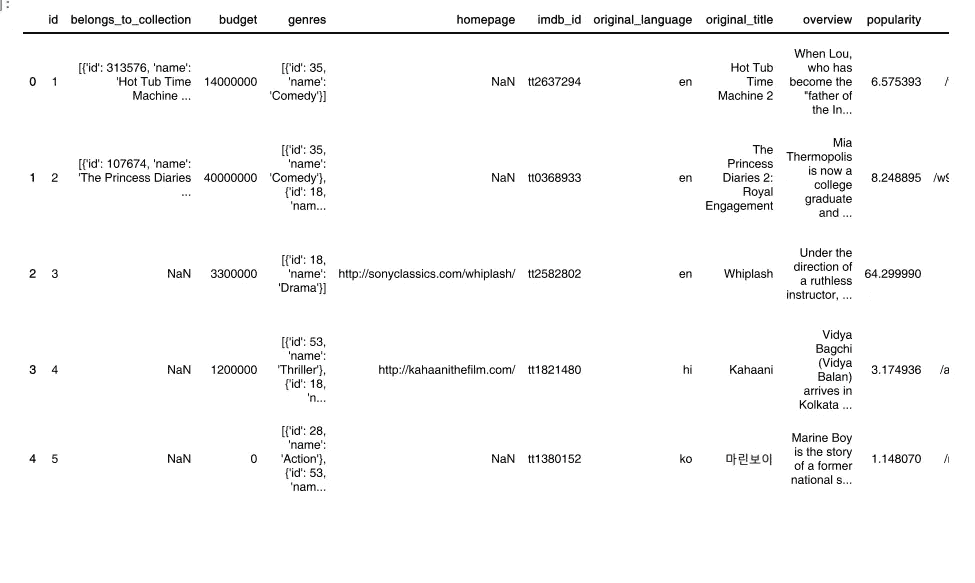 ]:
id belongs_to_collection budget genres homepage imdb_id original_language original_title overview popularity
0 1 [{'id': 313576, 'name': 'Hot Tub Time Machine ... 14000000 [{'id': 35, 'name': 'Comedy'}] NaN tt2637294 en Hot Tub Time Machine 2 When Lou, who has become the "father of the In... 6.575393 /
1 2 [{'id': 107674, 'name': 'The Princess Diaries ... 40000000 [{'id': 35, 'name': 'Comedy'}, {'id': 18, 'nam... NaN tt0368933 en The Princess Diaries 2: Royal Engagement Mia Thermopolis is now a college graduate and ... 8.248895 /w9
2 3 NaN 3300000 [{'id': 18, 'name': 'Drama'}] http://sonyclassics.com/whiplash/ tt2582802 en Whiplash Under the direction of a ruthless instructor, ... 64.299990
3 4 NaN 1200000 [{'id': 53, 'name': 'Thriller'}, {'id': 18, 'n... http://kahaanithefilm.com/ tt1821480 hi Kahaani Vidya Bagchi (Vidya Balan) arrives in Kolkata ... 3.174936 /a
4 5 NaN 0 [{'id': 28, 'name': 'Action'}, {'id': 53, 'nam... NaN tt1380152 ko 마린보이 Marine Boy is the story of a former national s... 1.148070 /